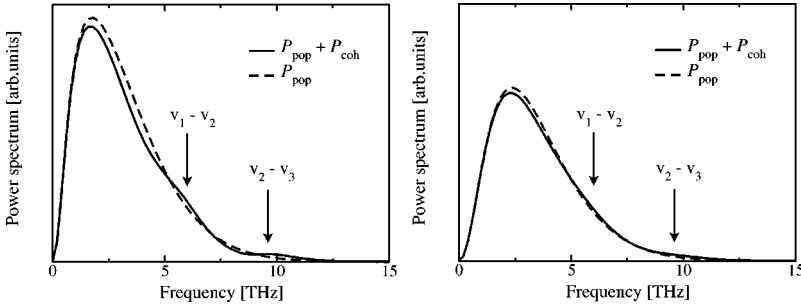 Power spectrum [arb.units]
P_pop + P_coh
P_pop
v_1 - v_2
v_2 - v_3
0 5 10 15
Frequency [THz]
Power spectrum [arb.units]
P_pop + P_coh
P_pop
v_1 - v_2
v_2 - v_3
0 5 10 15
Frequency [THz]